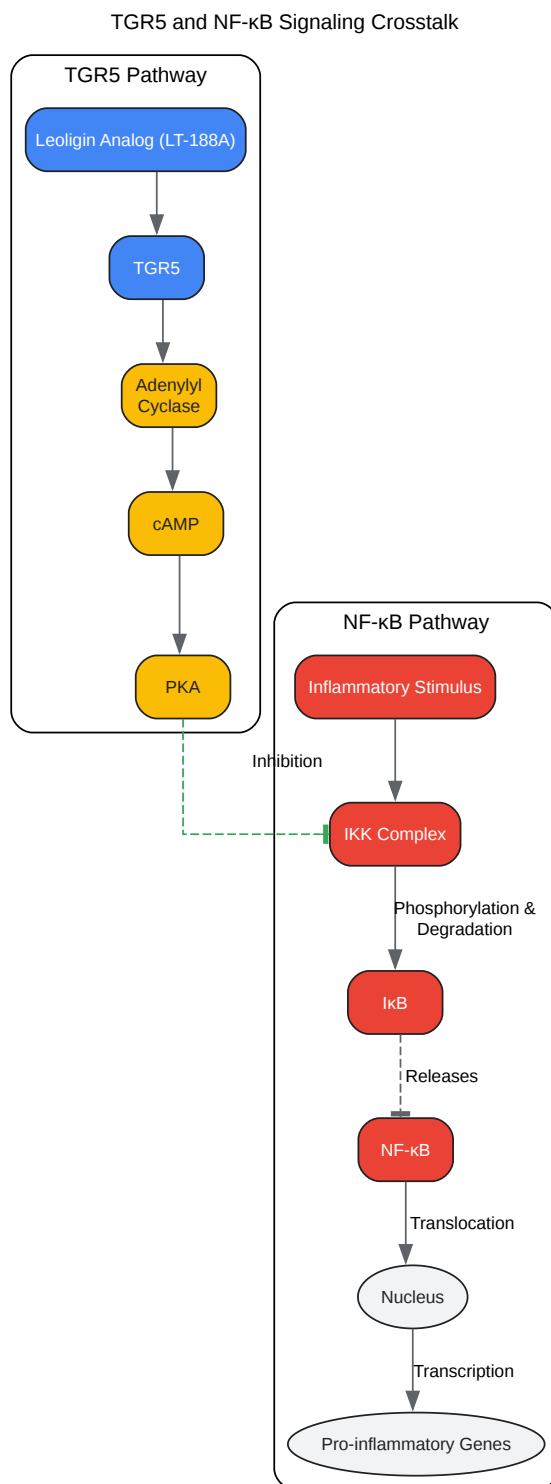 TGR5 and NF-κB Signaling Crosstalk
TGR5 Pathway
Leoligin Analog (LT-188A)
TGR5
Adenylyl
Cyclase
cAMP
PKA
NF-κB Pathway
Inflammatory Stimulus
Inhibition
IKK Complex
Phosphorylation &
Degradation
IκB
Releases
NF-κB
Translocation
Nucleus
Transcription
Pro-inflammatory Genes